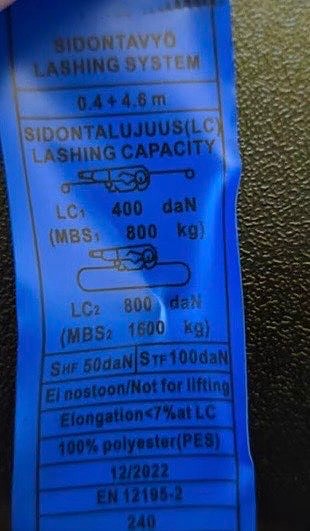 SIDONTAVYÖ
LASHING SYSTEM
0.4+4.6 m
SIDONTALUJUUS(LC)
LASHING CAPACITY
LC1 400 daN
(MBS1 800 kg)
LC2 800 daN
(MBS2 1600 kg)
SHF 50daN STF 100daN
Ei nostoon/Not for lifting
Elongation<7%at LC
100% polyester(PES)
12/2022
EN 12195-2
240